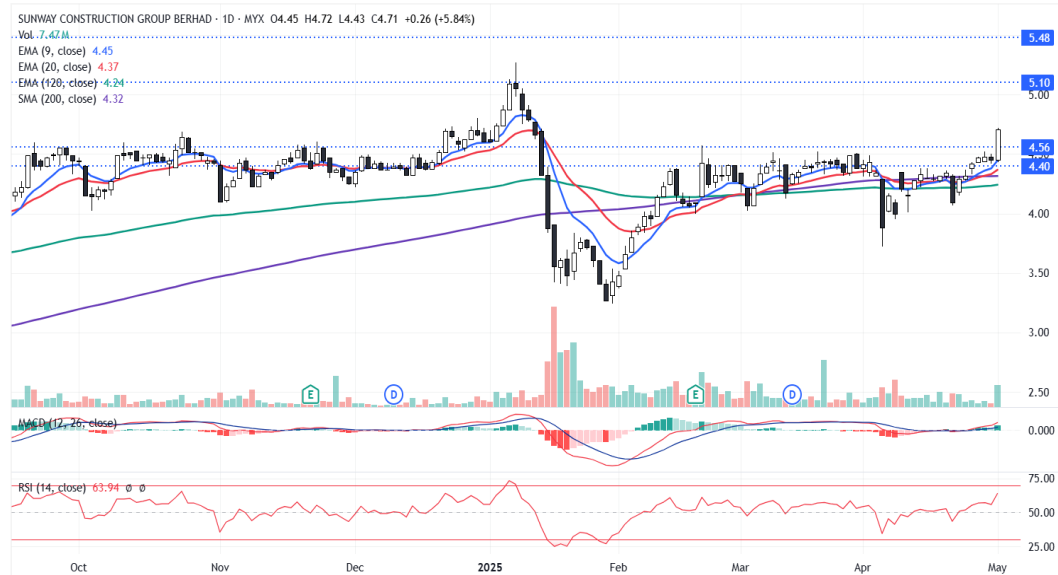 SUNWAY CONSTRUCTION GROUP BERHAD · 1D · MYX O4.45 H4.72 L4.43 C4.71 +0.26 (+5.84%)
Vol 7.47M
EMA (9, close) 4.45
EMA (20, close) 4.37
EMA (120, close) 4.24
SMA (200, close) 4.32
5.48
5.10
5.00
4.56
4.40
4.00
3.50
3.00
2.50
E D E D
MACD (12, 26, close)
0.000
RSI (14, close) 63.94 ø ø
75.00
50.00
25.00
Oct Nov Dec 2025 Feb Mar Apr May